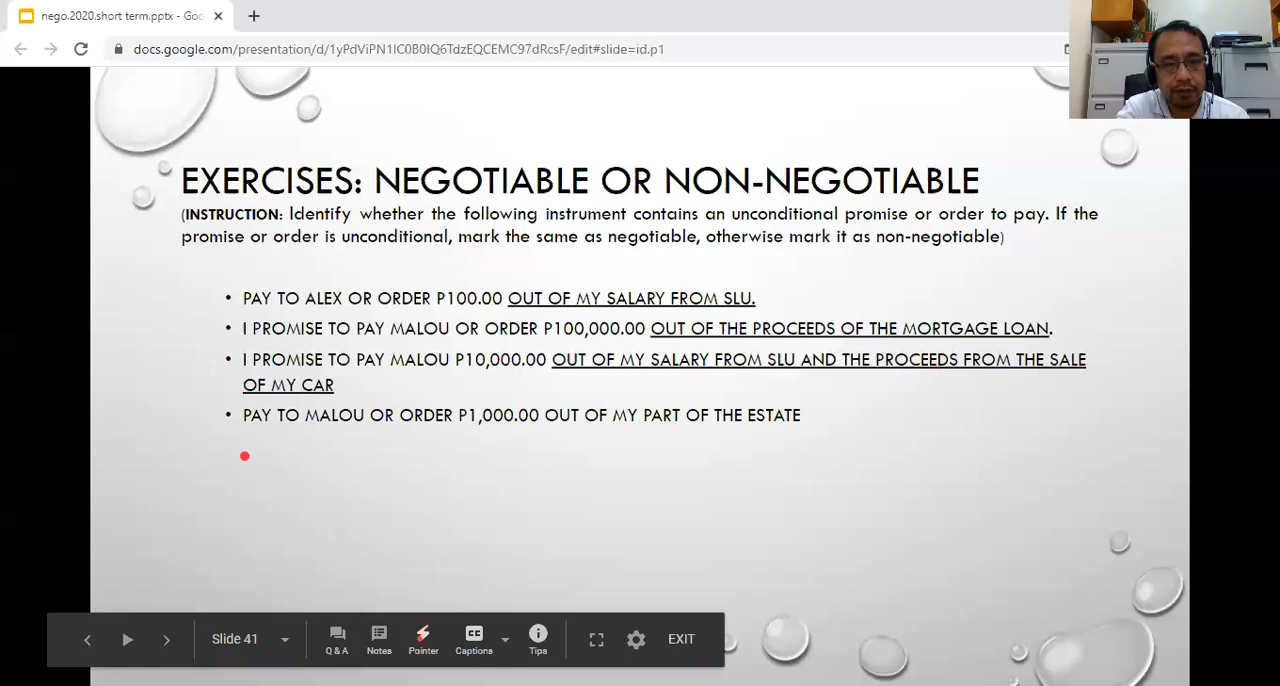 nego.2020.short term.pptx - Goo
docs.google.com/presentation/d/1yPdViPN1lC0B0IQ6TdzEQCEMC97dRcsF/edit#slide=id.p1
EXERCISES: NEGOTIABLE OR NON-NEGOTIABLE
(INSTRUCTION: Identify whether the following instrument contains an unconditional promise or order to pay. If the
promise or order is unconditional, mark the same as negotiable, otherwise mark it as non-negotiable)
• PAY TO ALEX OR ORDER P100.00 OUT OF MY SALARY FROM SLU.
• I PROMISE TO PAY MALOU OR ORDER P100,000.00 OUT OF THE PROCEEDS OF THE MORTGAGE LOAN.
• I PROMISE TO PAY MALOU P10,000.00 OUT OF MY SALARY FROM SLU AND THE PROCEEDS FROM THE SALE
OF MY CAR
• PAY TO MALOU OR ORDER P1,000.00 OUT OF MY PART OF THE ESTATE
Slide 41
Q & A Notes Pointer Captions Tips EXIT